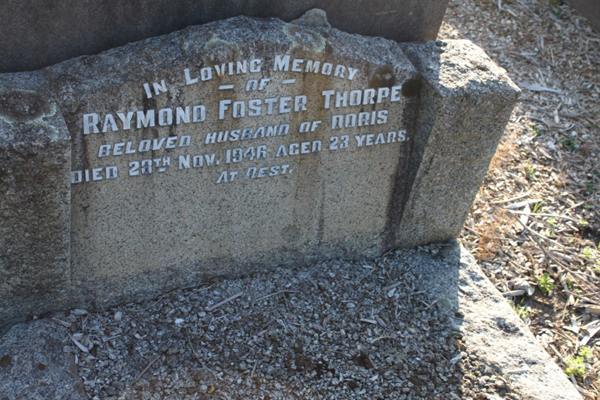 IN LOVING MEMORY
— OF —
RAYMOND FOSTER THORPE
BELOVED HUSBAND OF DORIS
DIED 28TH NOV. 1946 AGED 23 YEARS.
AT REST.